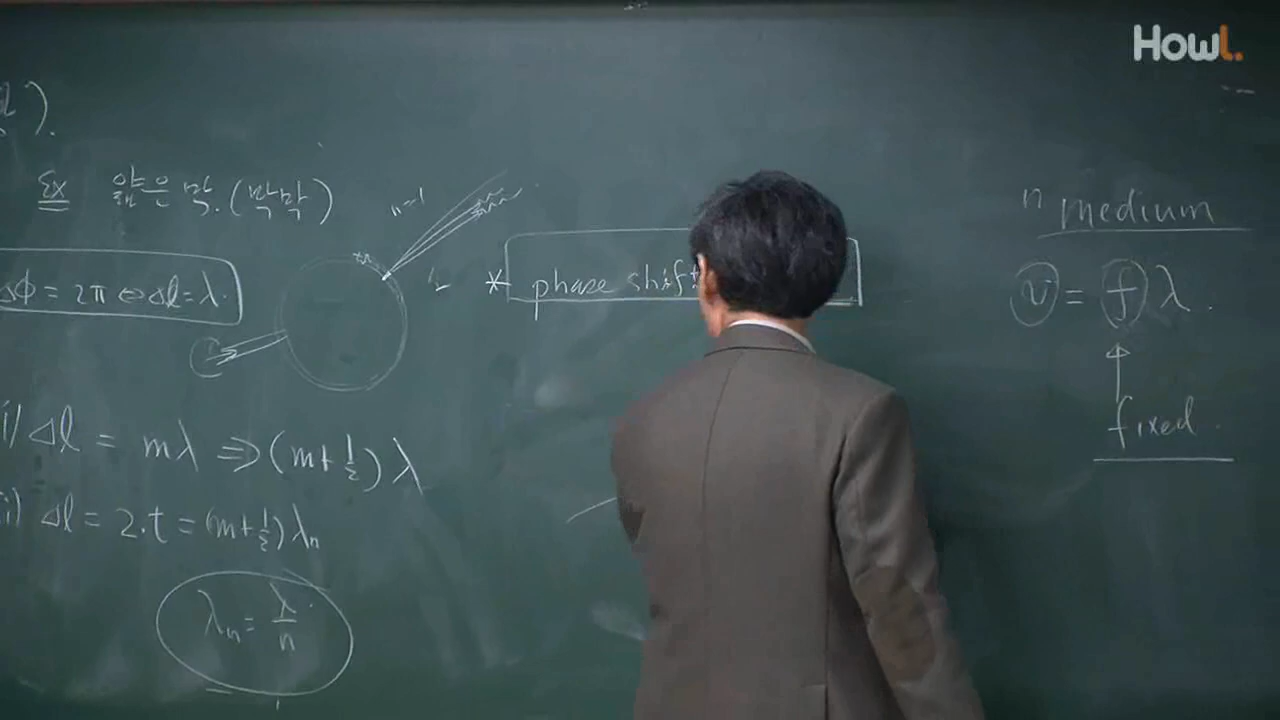 HowL.
).
Ex 얇은 막.(박막)
n=1
Δφ = 2π ⇔ Δl = λ.
* phase shift
i) Δl = mλ ⇒ (m+½)λ
ii) Δl = 2·t = (m+½)λₙ
λₙ = λ/n
n medium
v = f λ.
↑
fixed.